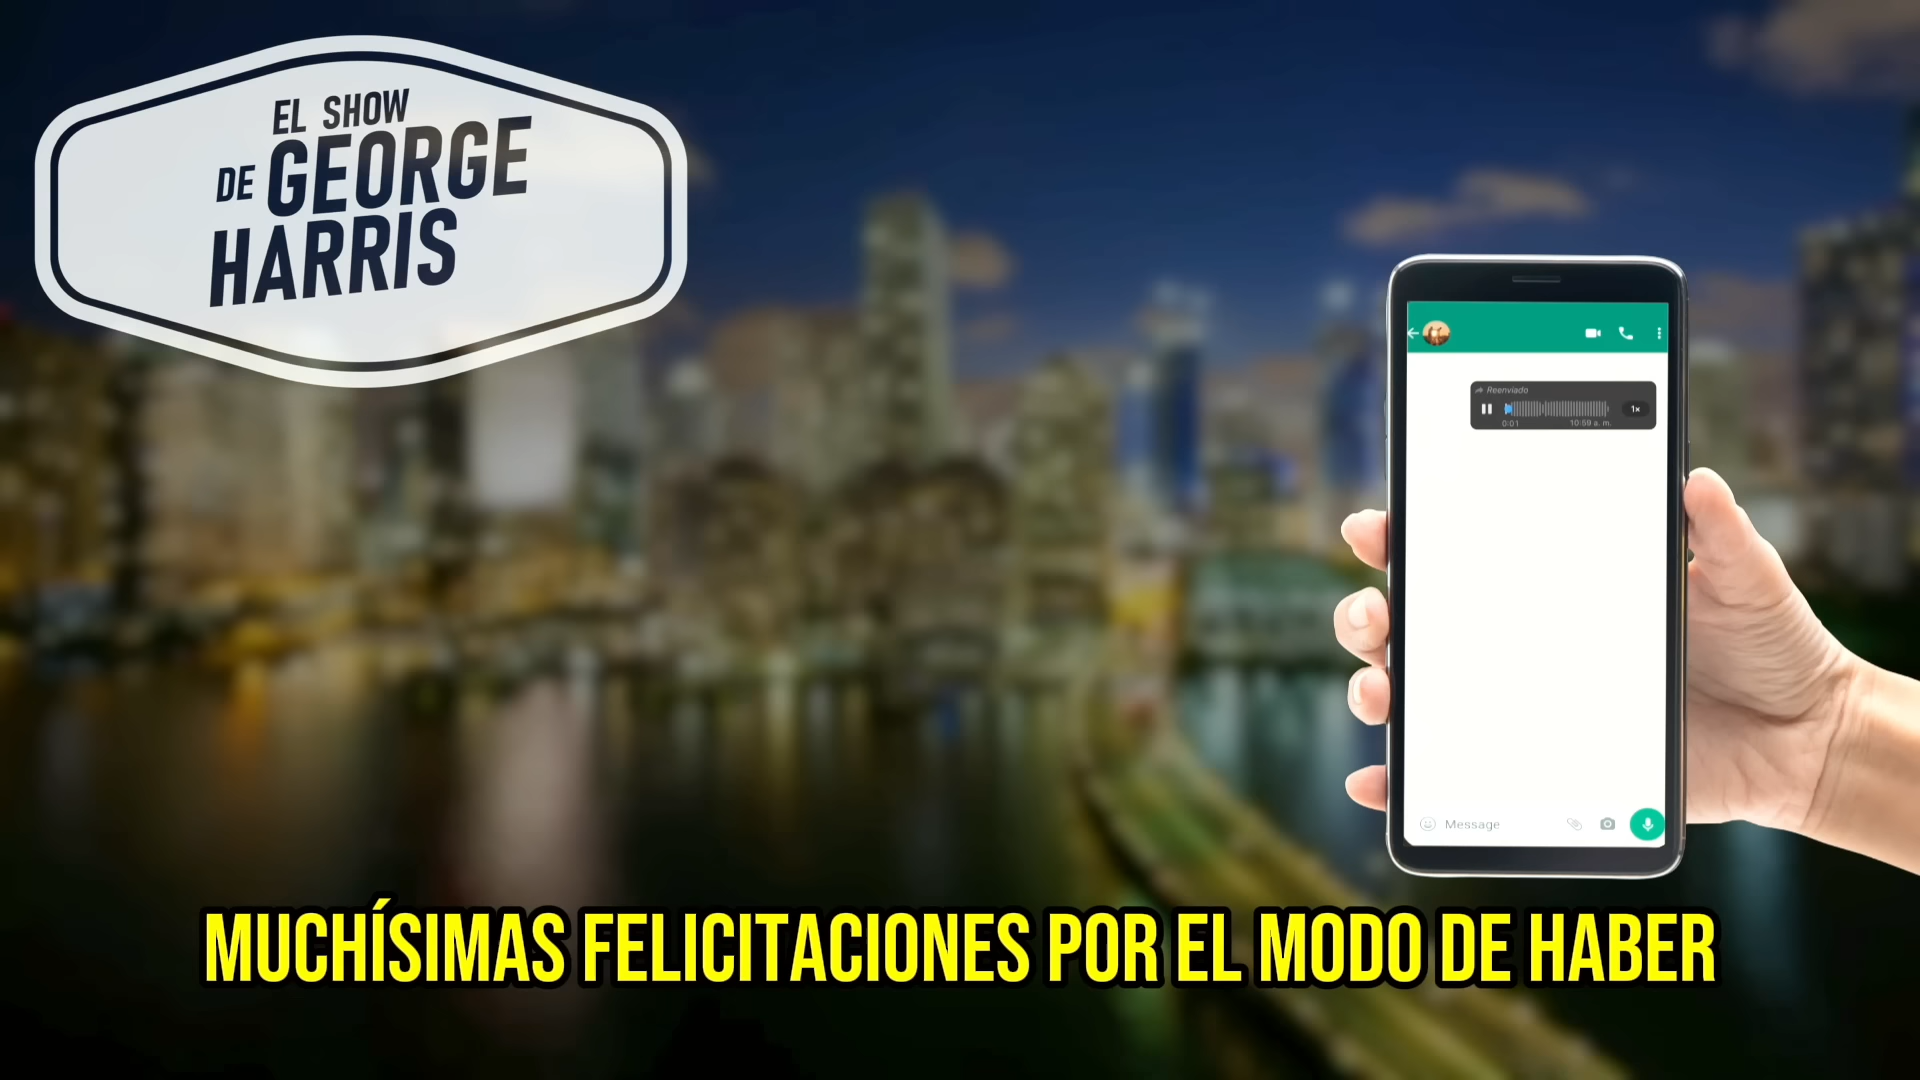 EL SHOW
DE GEORGE
HARRIS
Reenviado
1x
0:01
10:59 a. m.
Message
MUCHÍSIMAS FELICITACIONES POR EL MODO DE HABER